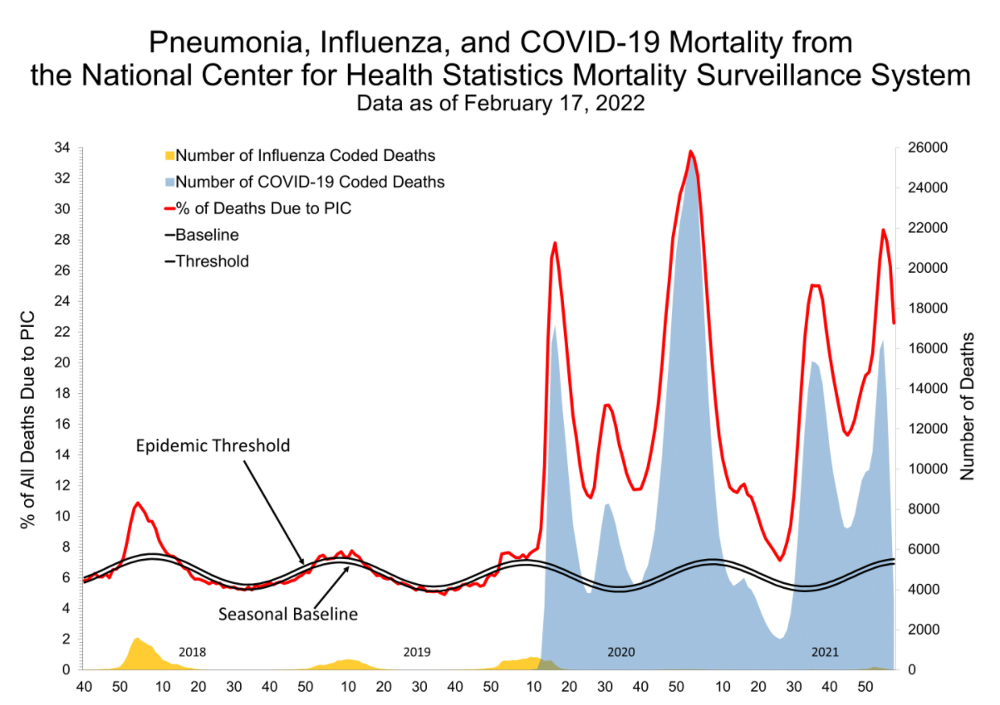 Pneumonia, Influenza, and COVID-19 Mortality from
the National Center for Health Statistics Mortality Surveillance System
Data as of February 17, 2022
% of All Deaths Due to PIC
34
32
30
28
26
24
22
20
18
16
14
12
10
8
6
4
2
0
Number of Influenza Coded Deaths
Number of COVID-19 Coded Deaths
% of Deaths Due to PIC
Baseline
Threshold
Epidemic Threshold
Seasonal Baseline
2018 2019 2020 2021
26000
24000
22000
20000
18000
16000
14000
12000
10000
8000
6000
4000
2000
0
Number of Deaths
40 50 10 20 30 40 50 10 20 30 40 50 10 20 30 40 50 10 20 30 40 50